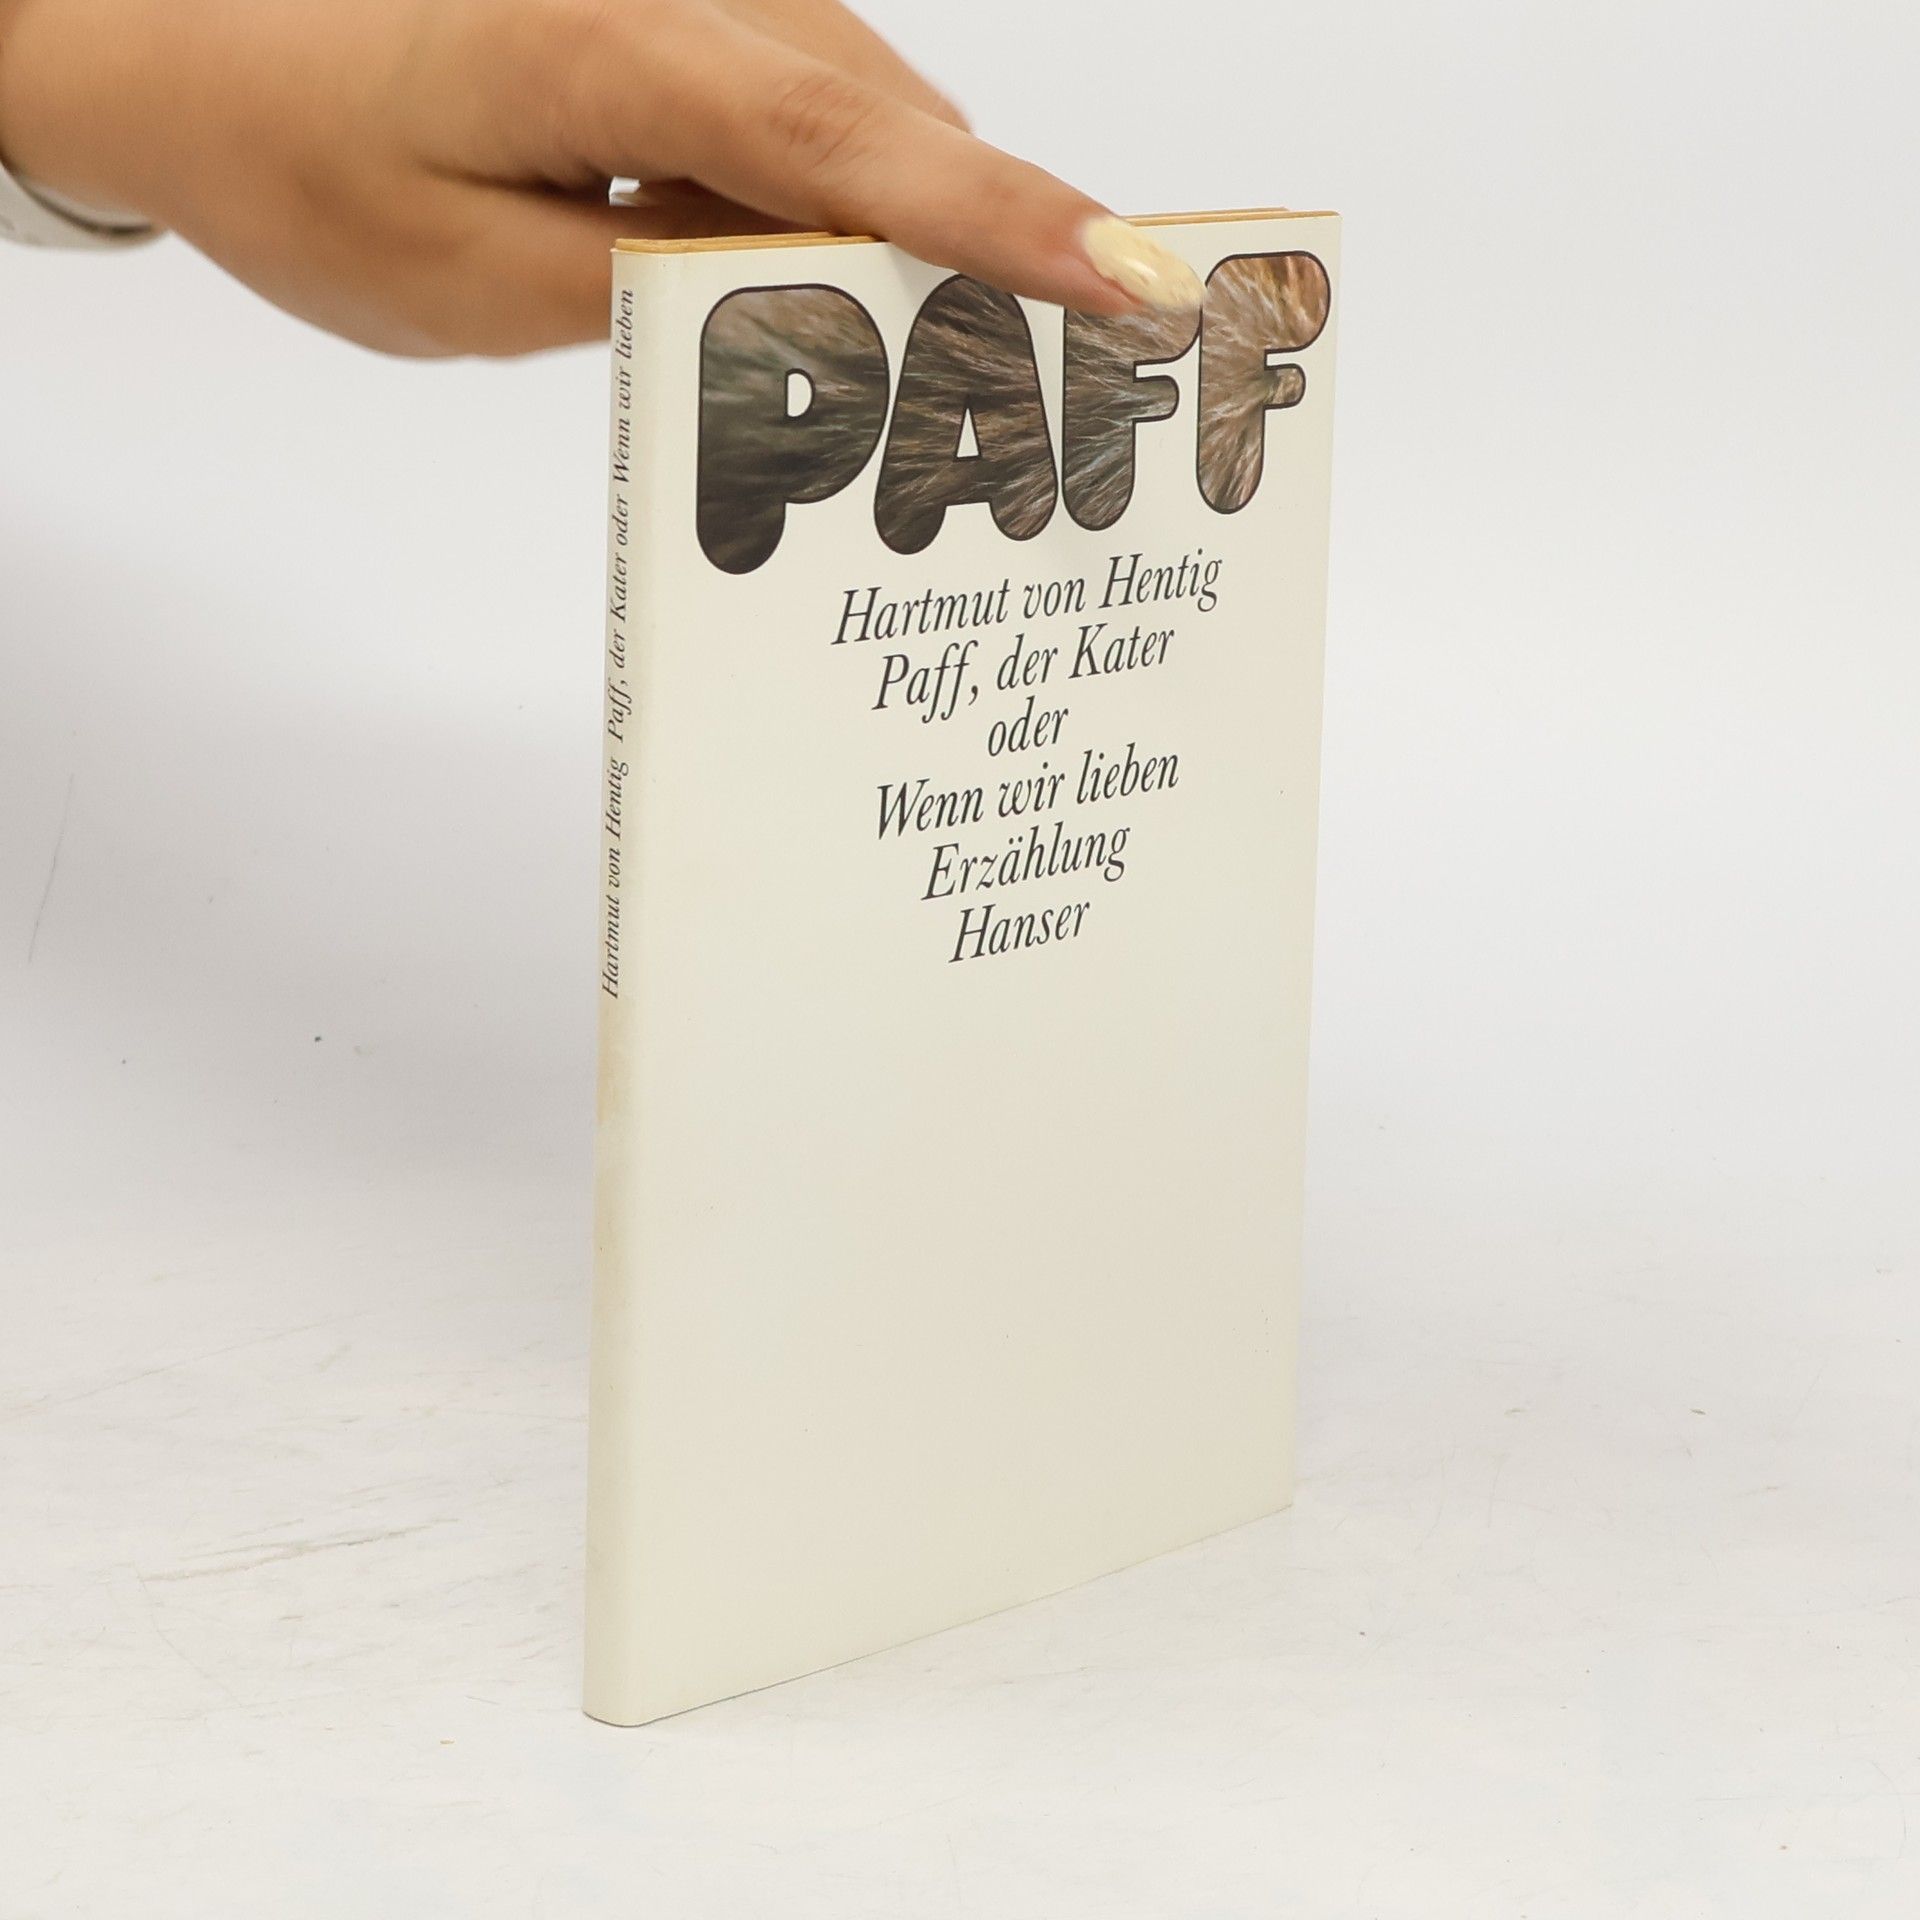 PAFF
Hartmut von Hentig
Paff, der Kater
oder
Wenn wir lieben
Erzählung
Hanser
Hartmut von Hentig Paff, der Kater oder Wenn wir lieben